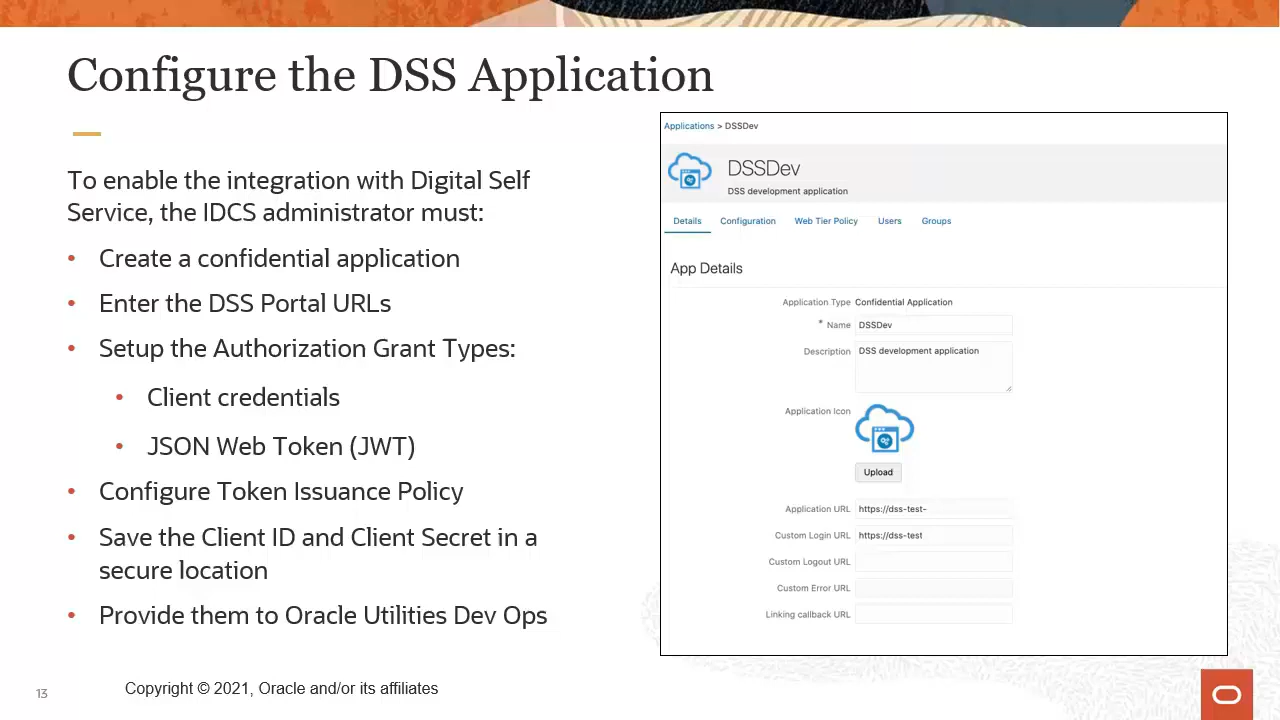 Configure the DSS Application
To enable the integration with Digital Self
Service, the IDCS administrator must:
• Create a confidential application
• Enter the DSS Portal URLs
• Setup the Authorization Grant Types:
• Client credentials
• JSON Web Token (JWT)
• Configure Token Issuance Policy
• Save the Client ID and Client Secret in a
secure location
• Provide them to Oracle Utilities Dev Ops
Applications > DSSDev
DSSDev
DSS development application
Details Configuration Web Tier Policy Users Groups
App Details
Application Type Confidential Application
* Name DSSDev
Description DSS development application
Application Icon
Upload
Application URL https://dss-test-
Custom Login URL https://dss-test
Custom Logout URL
Custom Error URL
Linking callback URL
13
Copyright © 2021, Oracle and/or its affiliates